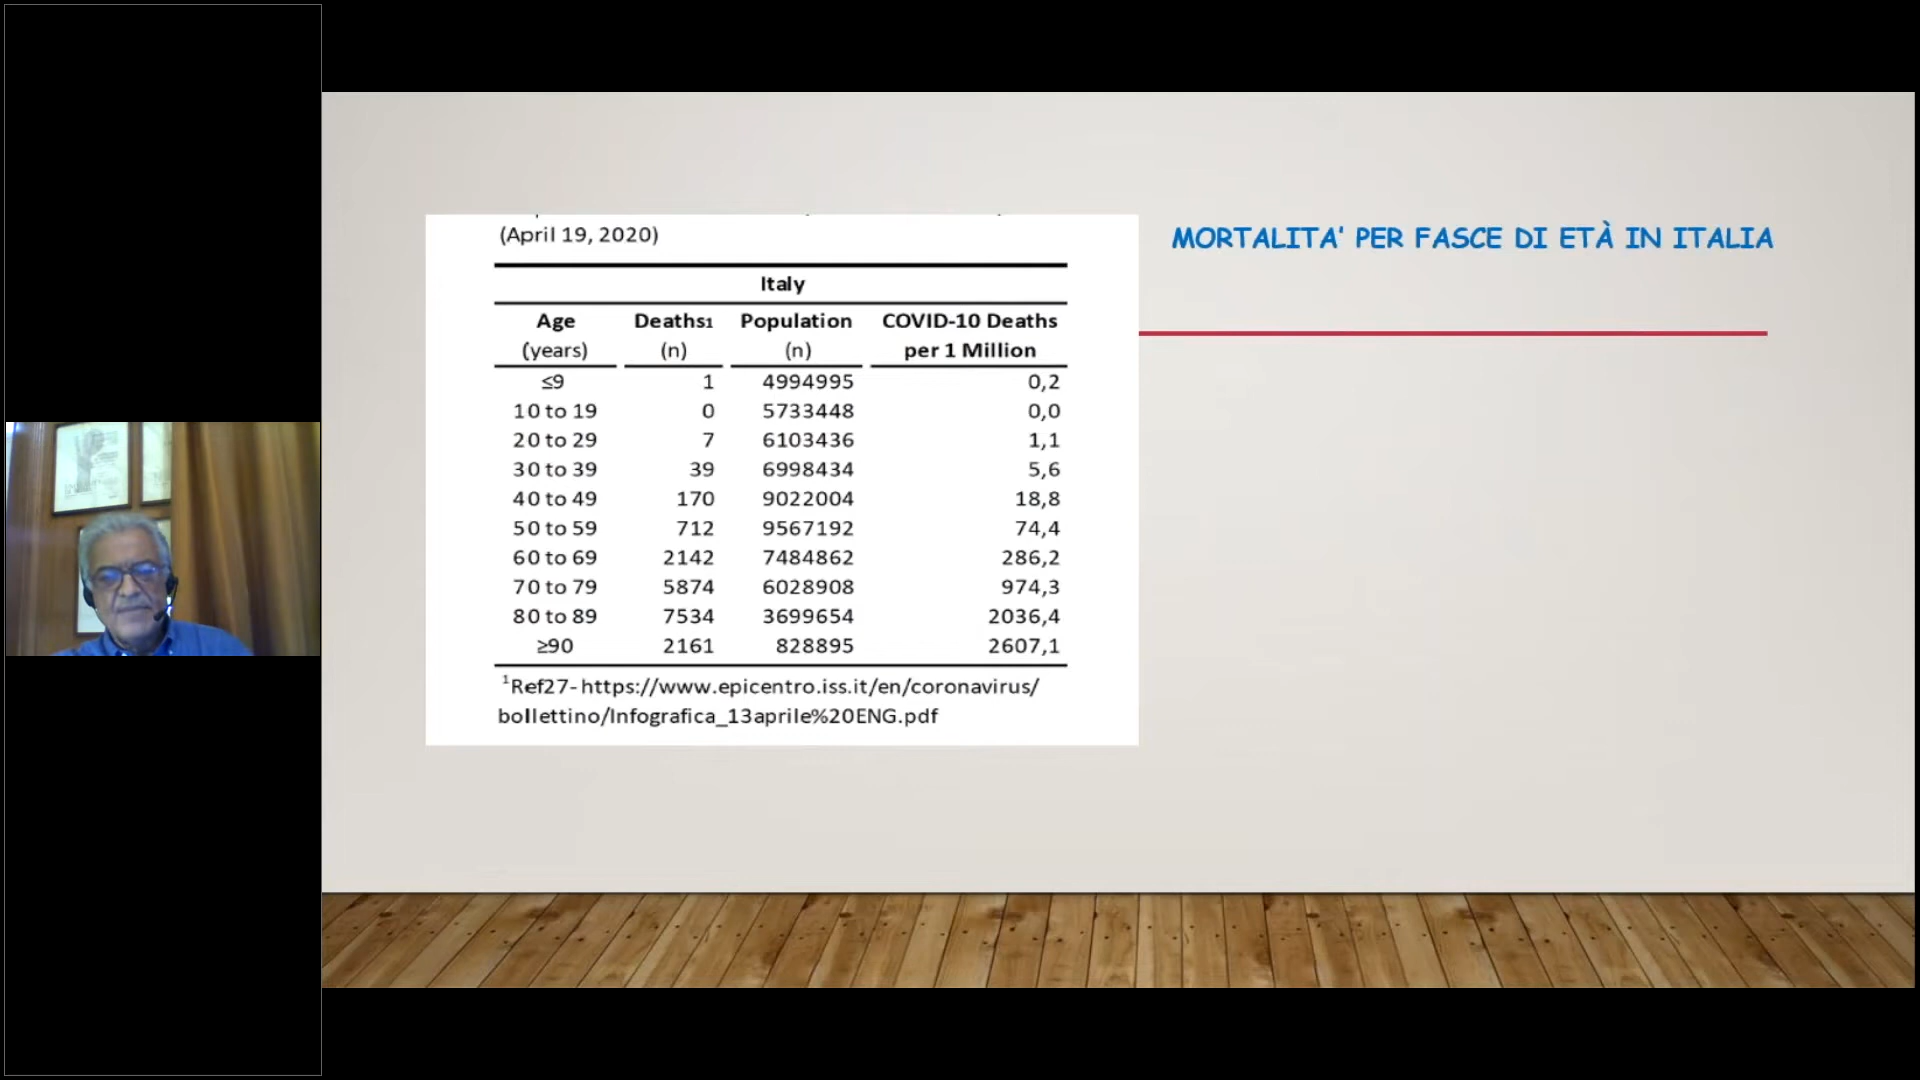 MORTALITA' PER FASCE DI ETÀ IN ITALIA
(April 19, 2020)
Italy
Age Deaths1 Population COVID-10 Deaths
(years) (n) (n) per 1 Million
≤9 1 4994995 0,2
10 to 19 0 5733448 0,0
20 to 29 7 6103436 1,1
30 to 39 39 6998434 5,6
40 to 49 170 9022004 18,8
50 to 59 712 9567192 74,4
60 to 69 2142 7484862 286,2
70 to 79 5874 6028908 974,3
80 to 89 7534 3699654 2036,4
≥90 2161 828895 2607,1
1Ref27- https://www.epicentro.iss.it/en/coronavirus/
bollettino/Infografica_13aprile%20ENG.pdf